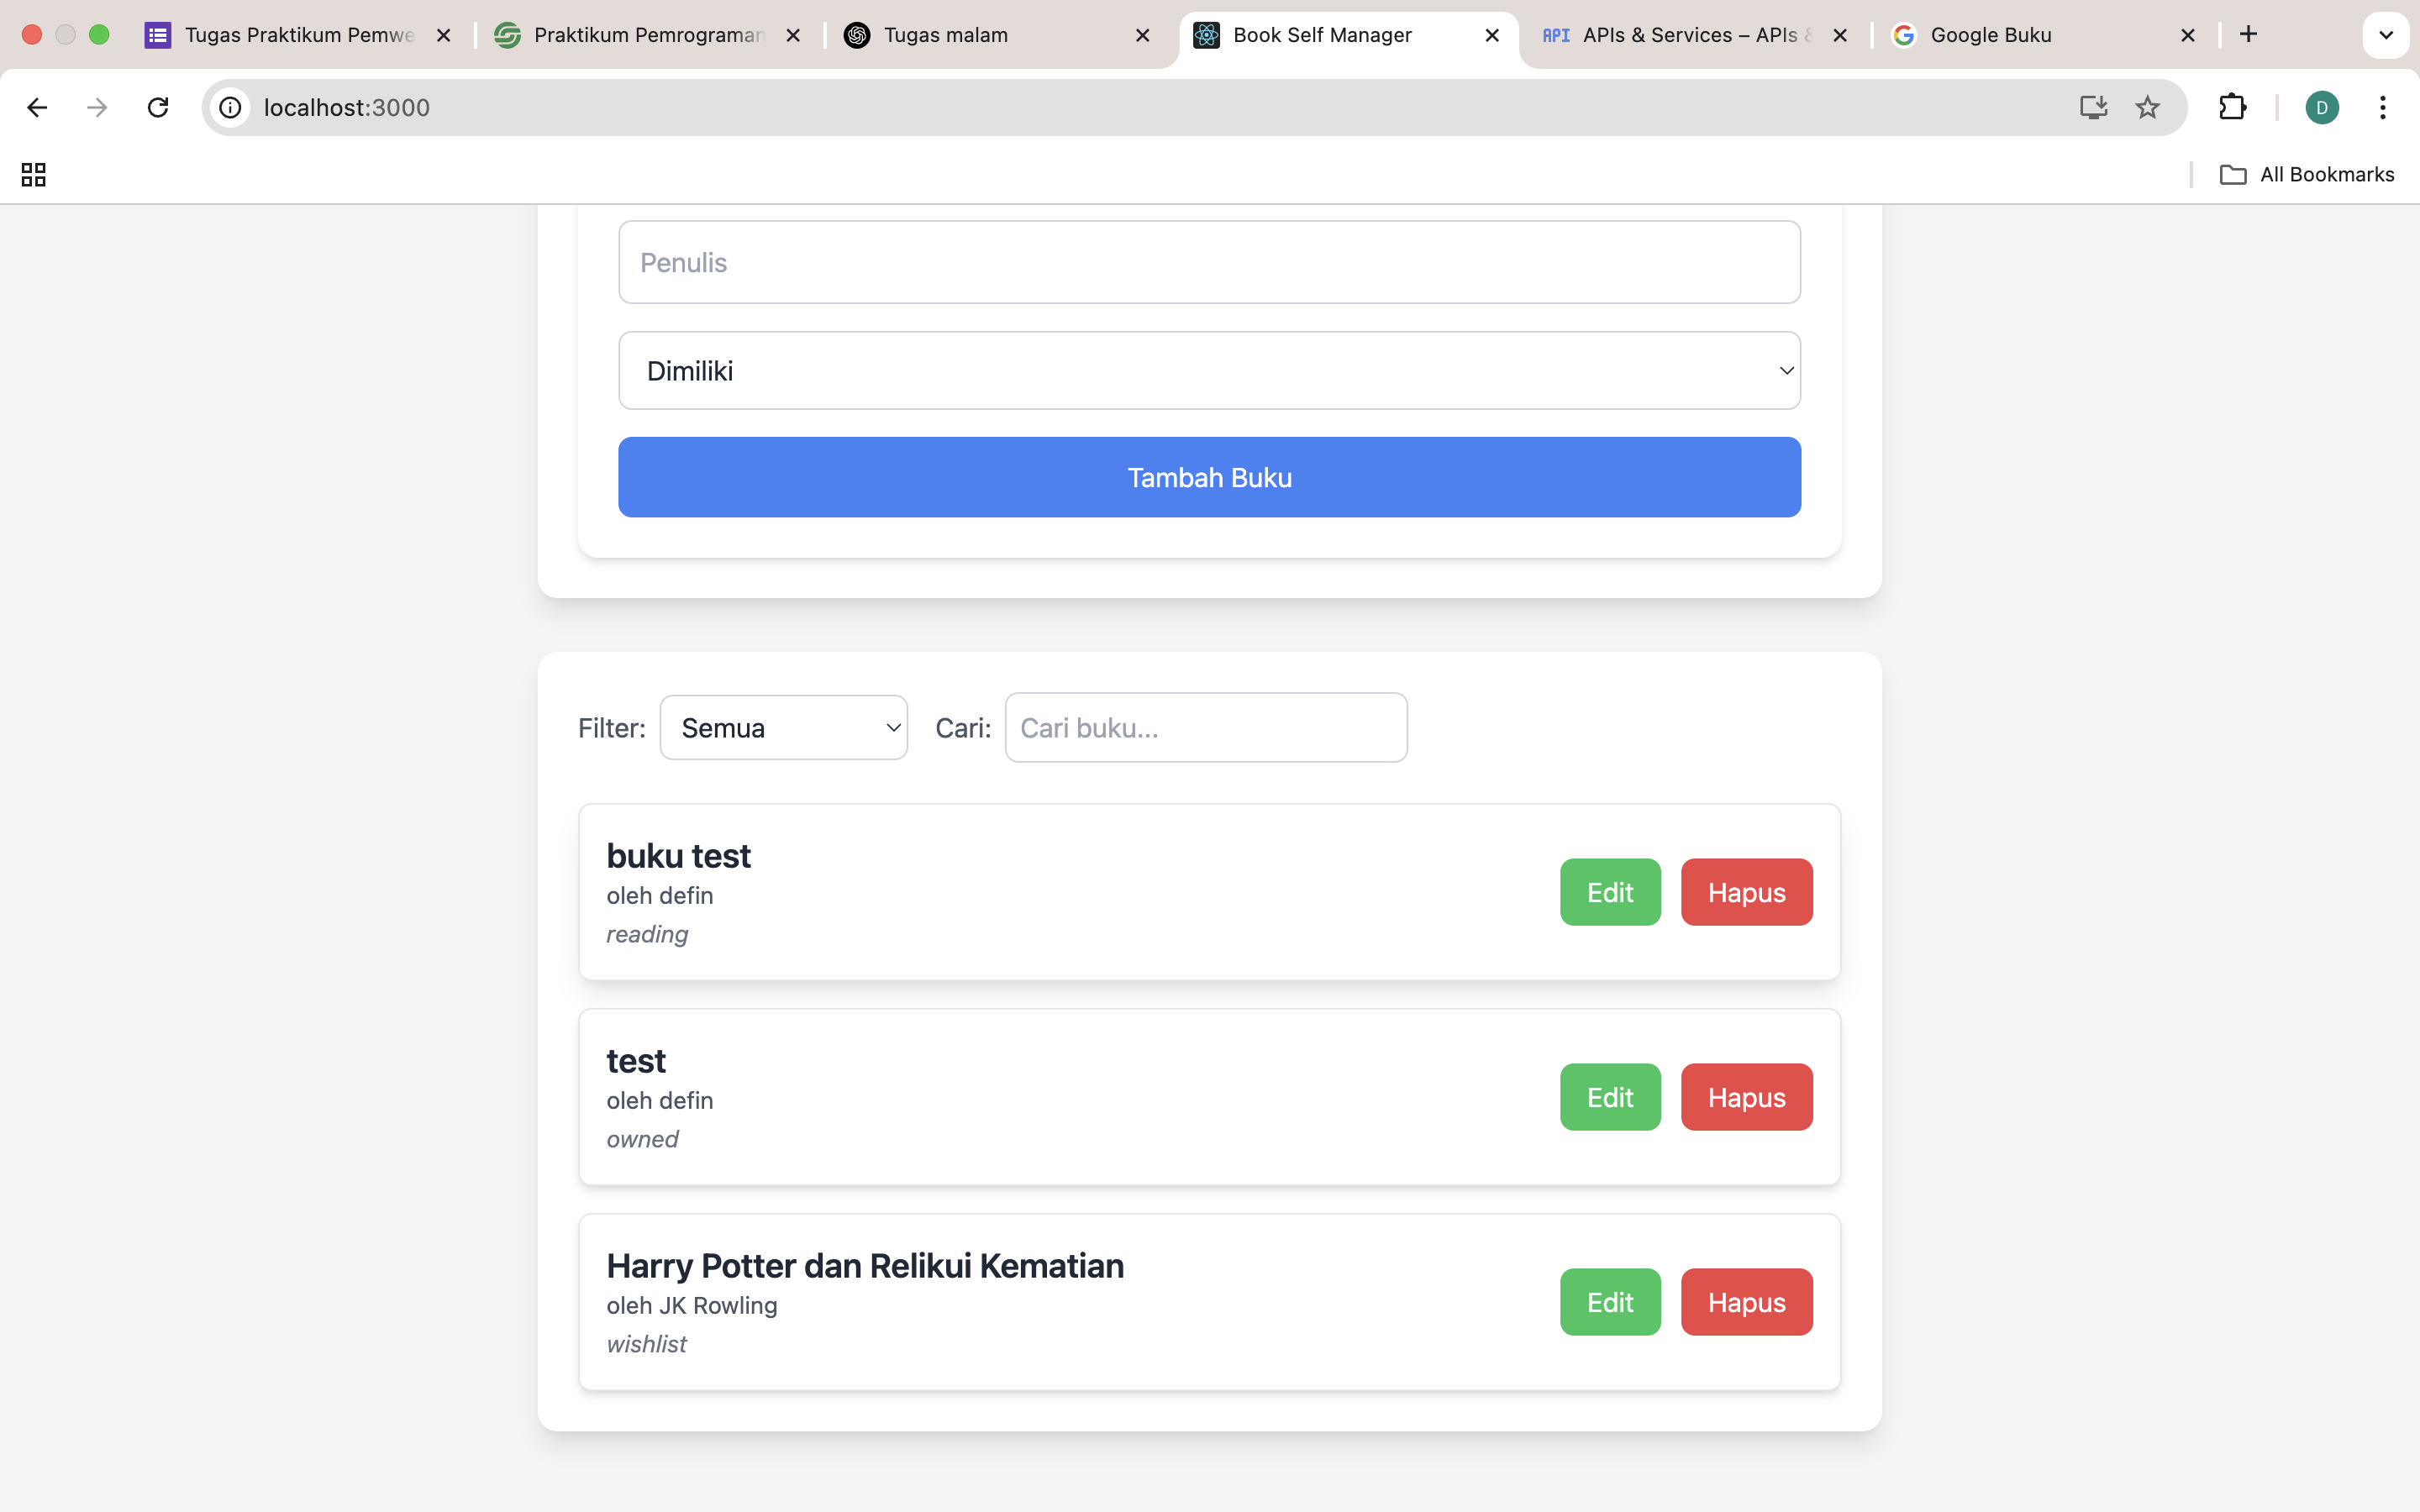 Tugas Praktikum Pemwe
Praktikum Pemrograman
Tugas malam
Book Self Manager
API APIs & Services – APIs &
Google Buku
localhost:3000
D
All Bookmarks
Penulis
Dimiliki
Tambah Buku
Filter: Semua Cari: Cari buku...
buku test
oleh defin
reading
Edit Hapus
test
oleh defin
owned
Edit Hapus
Harry Potter dan Relikui Kematian
oleh JK Rowling
wishlist
Edit Hapus